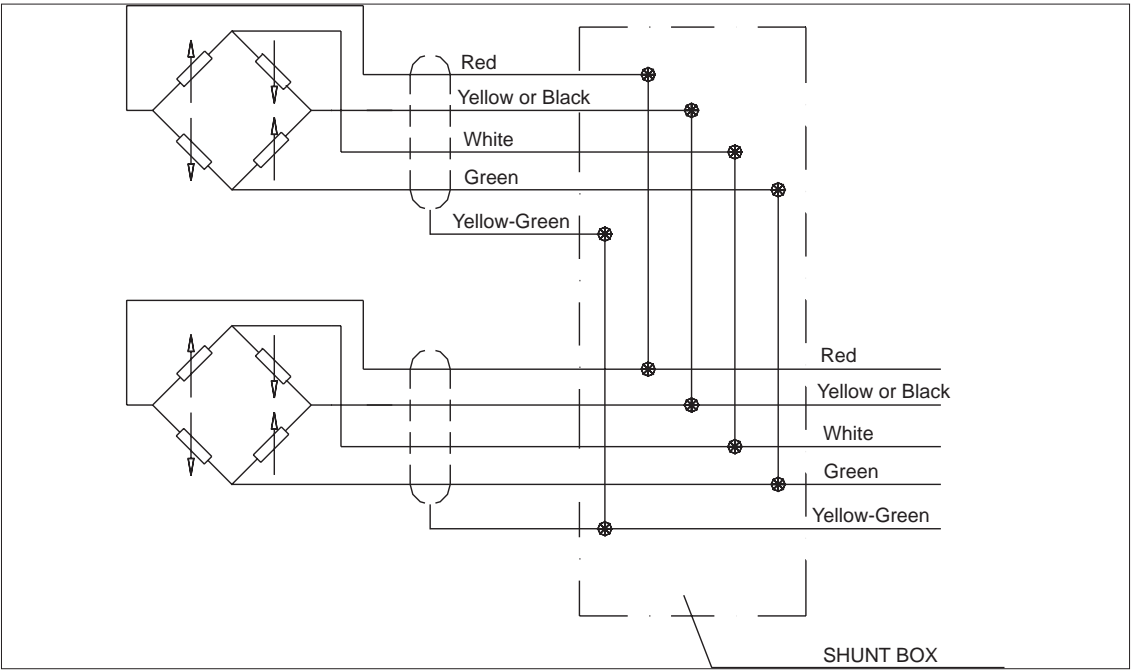 Red
Yellow or Black
White
Green
Yellow-Green
Red
Yellow or Black
White
Green
Yellow-Green
SHUNT BOX